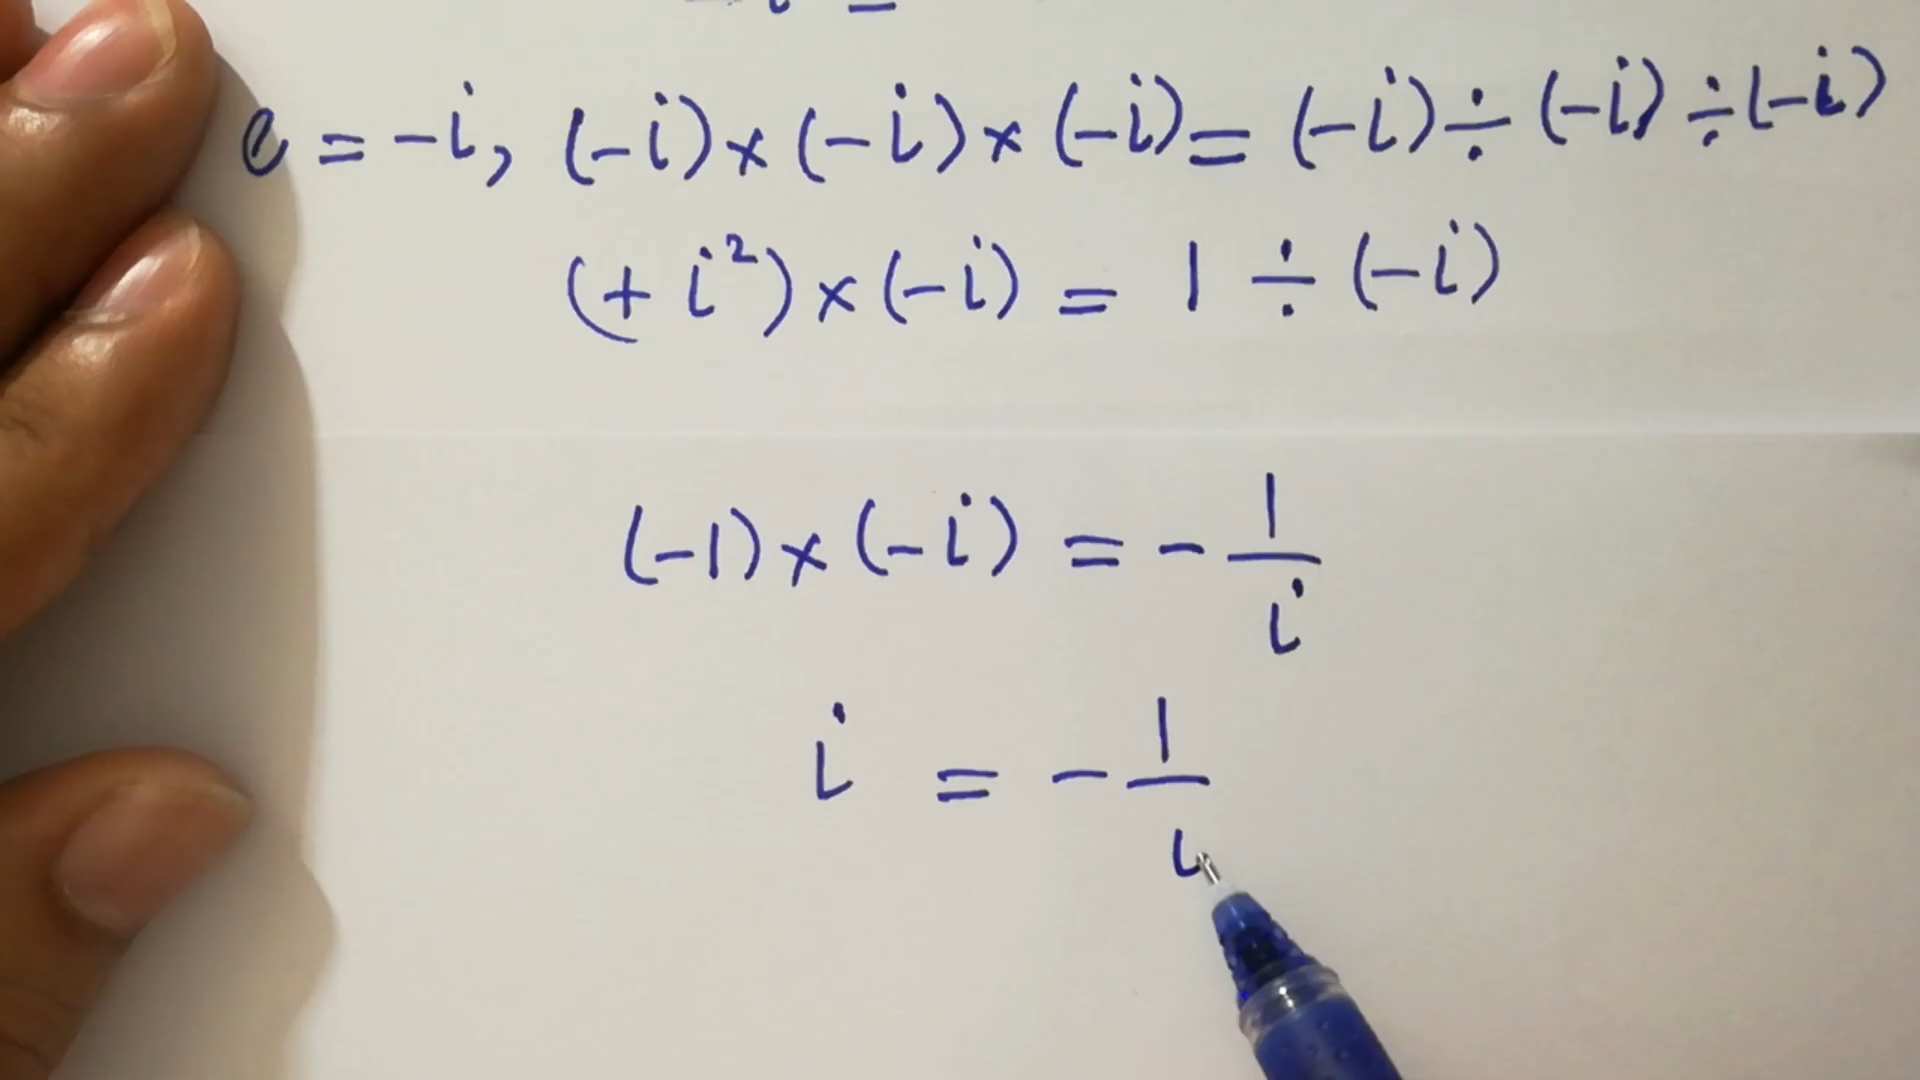 e = -i, (-i) × (-i) × (-i) = (-i) ÷ (-i) ÷ (-i)
(+ i²) × (-i) = 1 ÷ (-i)
(-1) × (-i) = - 1/i
i = - 1/i